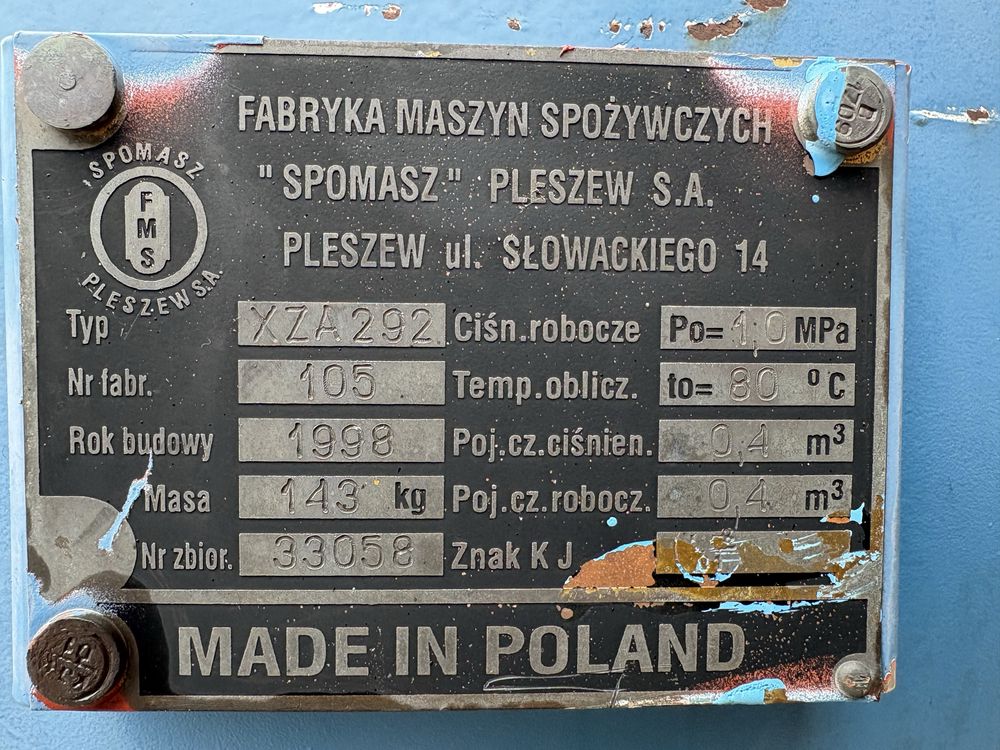 FABRYKA MASZYN SPOŻYWCZYCH
"SPOMASZ" PLESZEW S.A.
PLESZEW ul. SŁOWACKIEGO 14
SPOMASZ
FMS
PLESZEW S.A.
Typ XZA292 Ciśn.robocze Po= 1,0 MPa
Nr fabr. 105 Temp.oblicz. to= 80 °C
Rok budowy 1998 Poj.cz.ciśnien. 0,4 m³
Masa 143 kg Poj.cz.robocz. 0,4 m³
Nr zbior. 33058 Znak K J
MADE IN POLAND